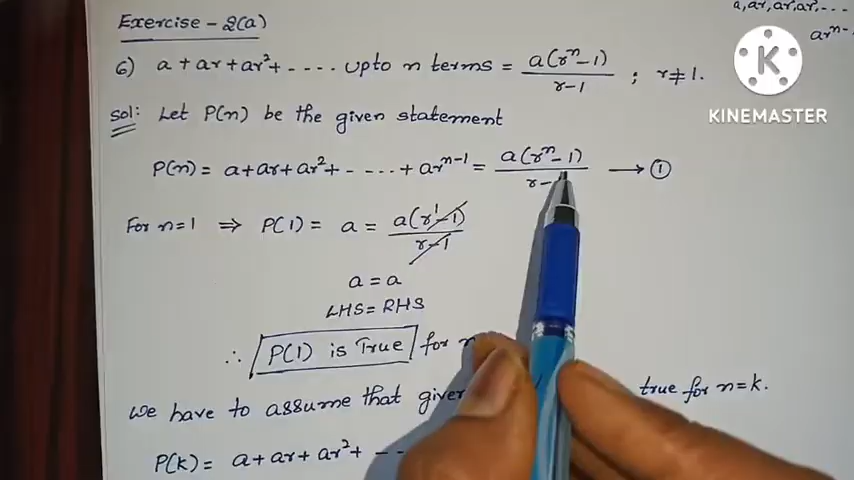 Exercise - 2(a)
a, ar, ar, ar, ....
6) a + ar + ar² + ..... upto n terms = a(rⁿ-1)/r-1 ; r≠1.
K
KINEMASTER
Sol: Let P(n) be the given statement
P(n) = a + ar + ar² + - .... + arⁿ⁻¹ = a(rⁿ-1)/r- → ①
For n=1 ⇒ P(1) = a = a(r¹-1)/r-1
a = a
LHS = RHS
∴ P(1) is True for
we have to assume that given true for n=k.
P(k) = a + ar + ar² + - -